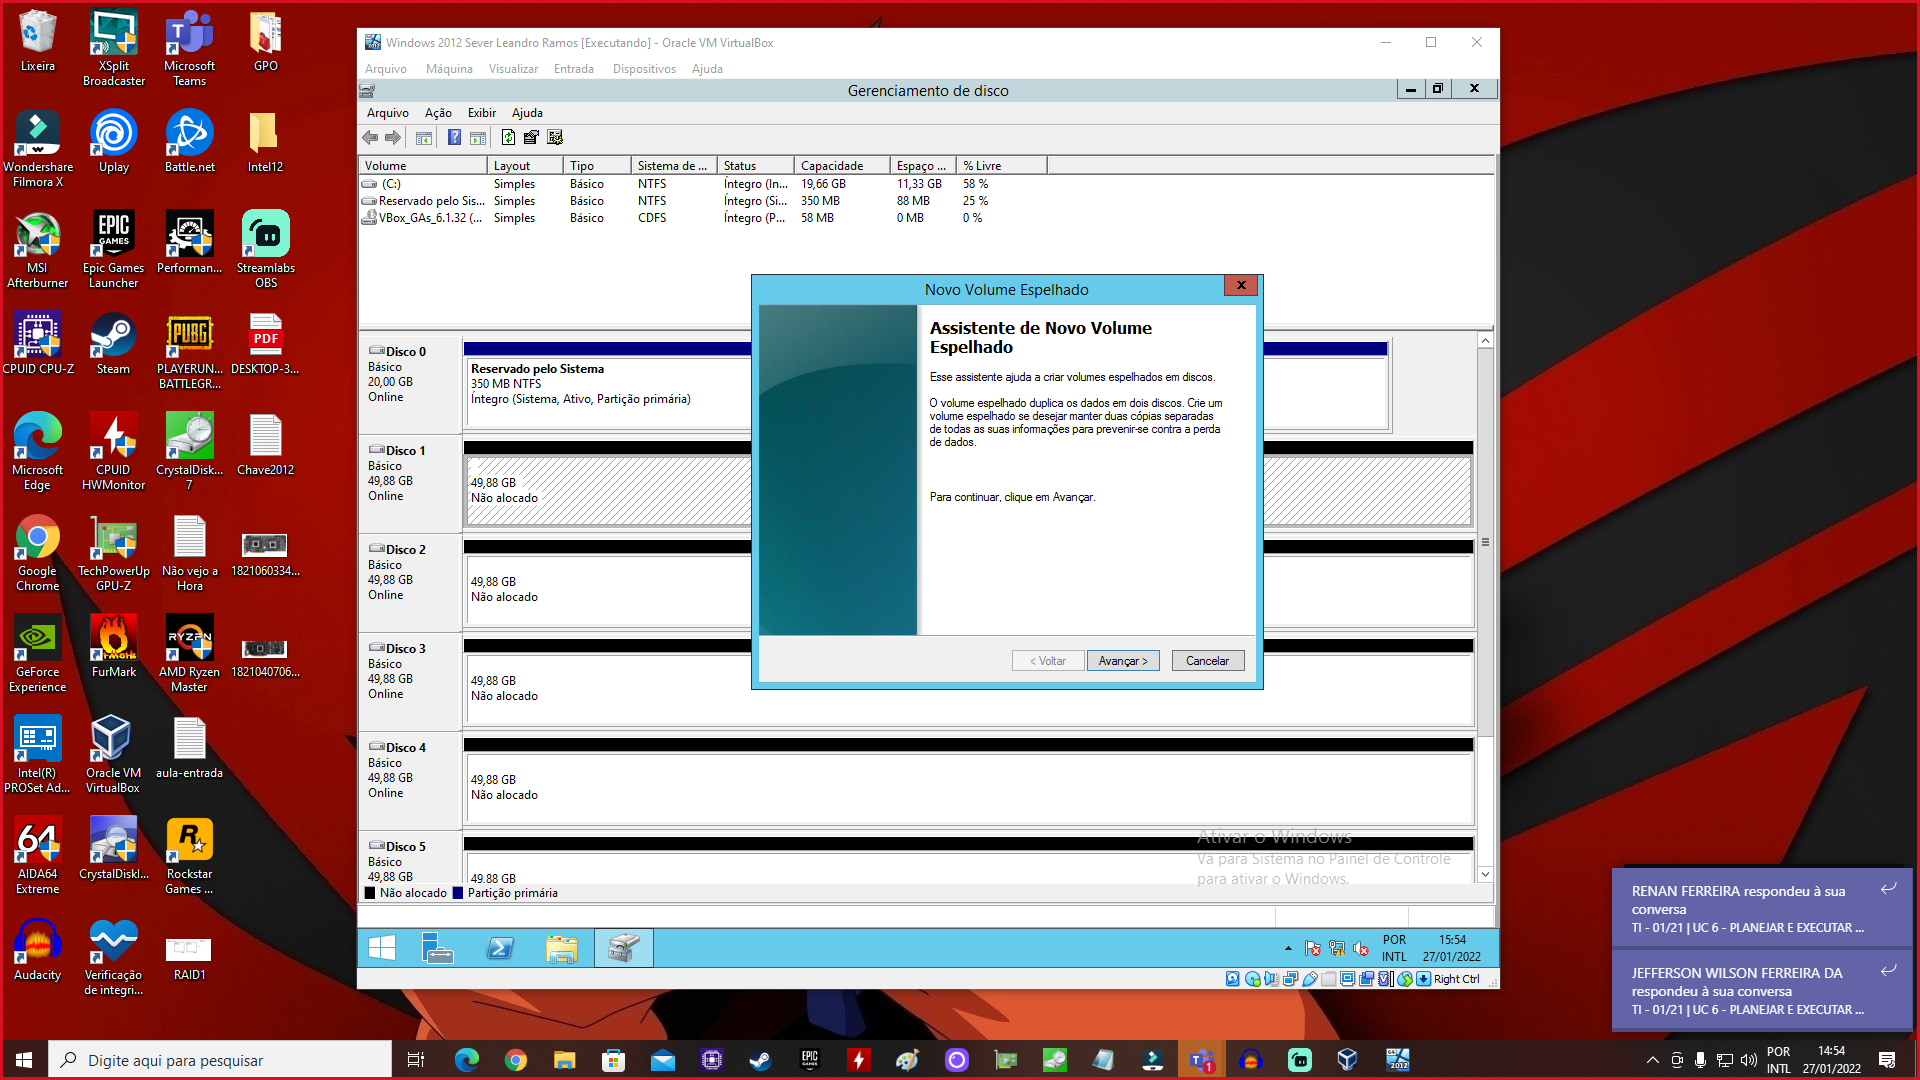 Lixeira
XSplit
Broadcaster
Microsoft
Teams
GPO
Wondershare
Filmora X
Uplay
Battle.net
Intel12
MSI
Afterburner
Epic Games
Launcher
Performan...
Streamlabs
OBS
CPUID CPU-Z
Steam
PLAYERUN...
BATTLEGR...
DESKTOP-3...
Microsoft
Edge
CPUID
HWMonitor
CrystalDisk...
7
Chave2012
Google
Chrome
TechPowerUp
GPU-Z
Não vejo a
Hora
1821060334...
GeForce
Experience
FurMark
AMD Ryzen
Master
1821040706...
Intel(R)
PROSet Ad...
Oracle VM
VirtualBox
aula-entrada
AIDA64
Extreme
CrystalDiskI...
Rockstar
Games ...
Audacity
Verificação
de integri...
RAID1
EPIC
GAMES
PUBG
PDF
RYZEN
64
Windows 2012 Sever Leandro Ramos [Executando] - Oracle VM VirtualBox
Arquivo Máquina Visualizar Entrada Dispositivos Ajuda
Gerenciamento de disco
Arquivo Ação Exibir Ajuda
Volume Layout Tipo Sistema de ... Status Capacidade Espaço ... % Livre
(C:) Simples Básico NTFS Íntegro (In... 19,66 GB 11,33 GB 58 %
Reservado pelo Sis... Simples Básico NTFS Íntegro (Si... 350 MB 88 MB 25 %
VBox_GAs_6.1.32 (... Simples Básico CDFS Íntegro (P... 58 MB 0 MB 0 %
Disco 0
Básico
20,00 GB
Online
Reservado pelo Sistema
350 MB NTFS
Íntegro (Sistema, Ativo, Partição primária)
Disco 1
Básico
49,88 GB
Online
49,88 GB
Não alocado
Disco 2
Básico
49,88 GB
Online
49,88 GB
Não alocado
Disco 3
Básico
49,88 GB
Online
49,88 GB
Não alocado
Disco 4
Básico
49,88 GB
Online
49,88 GB
Não alocado
Disco 5
Básico
49,88 GB
49,88 GB
Não alocado Partição primária
Novo Volume Espelhado
Assistente de Novo Volume
Espelhado
Esse assistente ajuda a criar volumes espelhados em discos.
O volume espelhado duplica os dados em dois discos. Crie um
volume espelhado se desejar manter duas cópias separadas
de todas as suas informações para prevenir-se contra a perda
de dados.
Para continuar, clique em Avançar.
< Voltar Avançar > Cancelar
Ativar o Windows
Vá para Sistema no Painel de Controle
para ativar o Windows.
POR
INTL
15:54
27/01/2022
Right Ctrl
RENAN FERREIRA respondeu à sua
conversa
TI - 01/21 | UC 6 - PLANEJAR E EXECUTAR ...
JEFFERSON WILSON FERREIRA DA
respondeu à sua conversa
TI - 01/21 | UC 6 - PLANEJAR E EXECUTAR ...
Digite aqui para pesquisar
EPIC
GAMES
1
2012
POR
INTL
14:54
27/01/2022